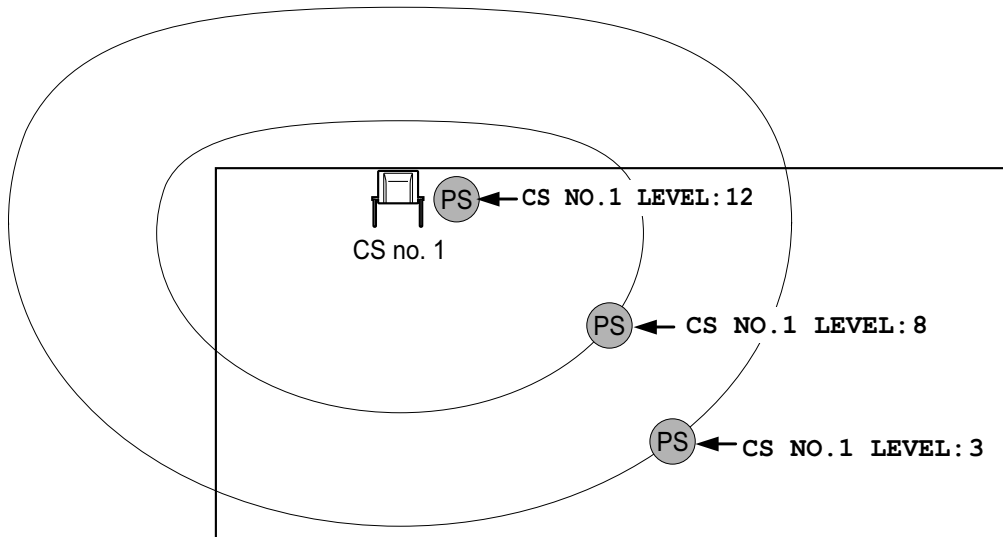 PS
CS NO.1 LEVEL:12
CS no. 1
PS
CS NO.1 LEVEL:8
PS
CS NO.1 LEVEL:3